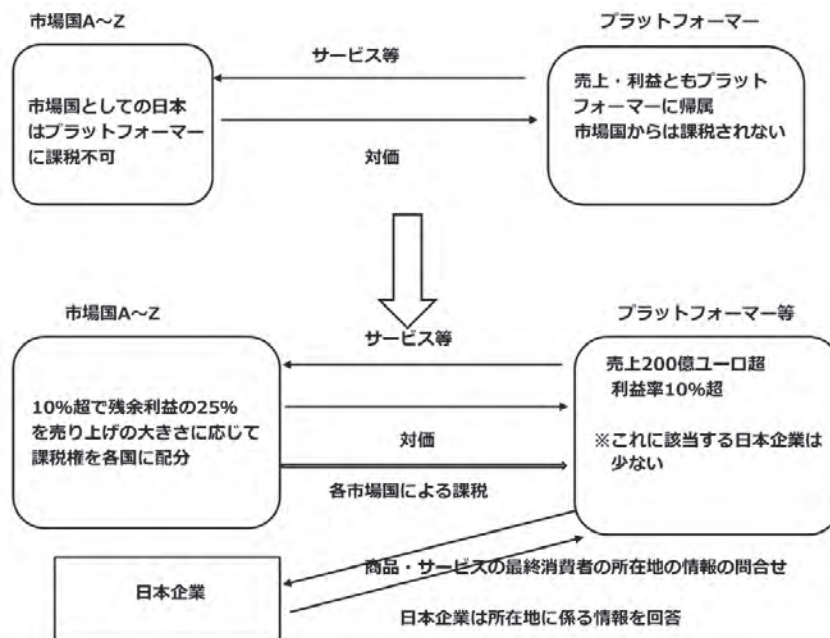 市場国A～Z
プラットフォーマー
サービス等
市場国としての日本
はプラットフォーマー
に課税不可
売上・利益ともプラット
フォーマーに帰属
市場国からは課税されない
対価
市場国A～Z
プラットフォーマー等
サービス等
10%超で残余利益の25%
を売り上げの大きさに応じて
課税権を各国に配分
売上200億ユーロ超
利益率10%超
※これに該当する日本企業は
少ない
対価
各市場国による課税
商品・サービスの最終消費者の所在地の情報の問合せ
日本企業
日本企業は所在地に係る情報を回答